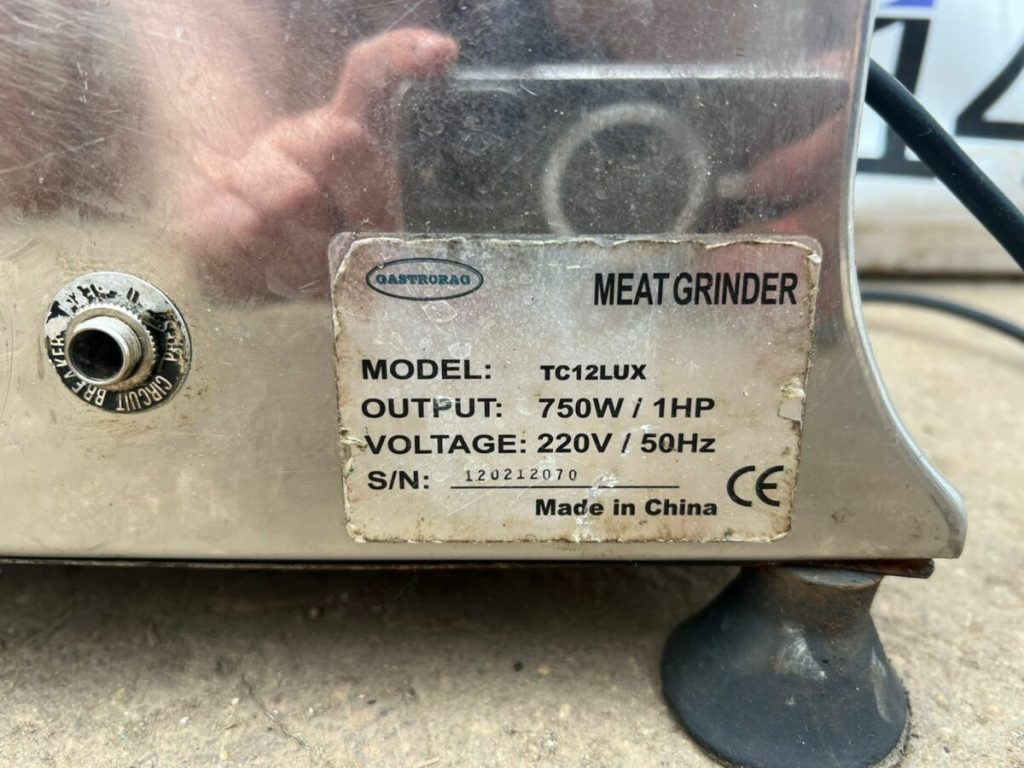 GASTRORAG
MEAT GRINDER
MODEL: TC12LUX
OUTPUT: 750W / 1HP
VOLTAGE: 220V / 50Hz
S/N: 120212070
Made in China
CE
CIRCUIT BREAKER